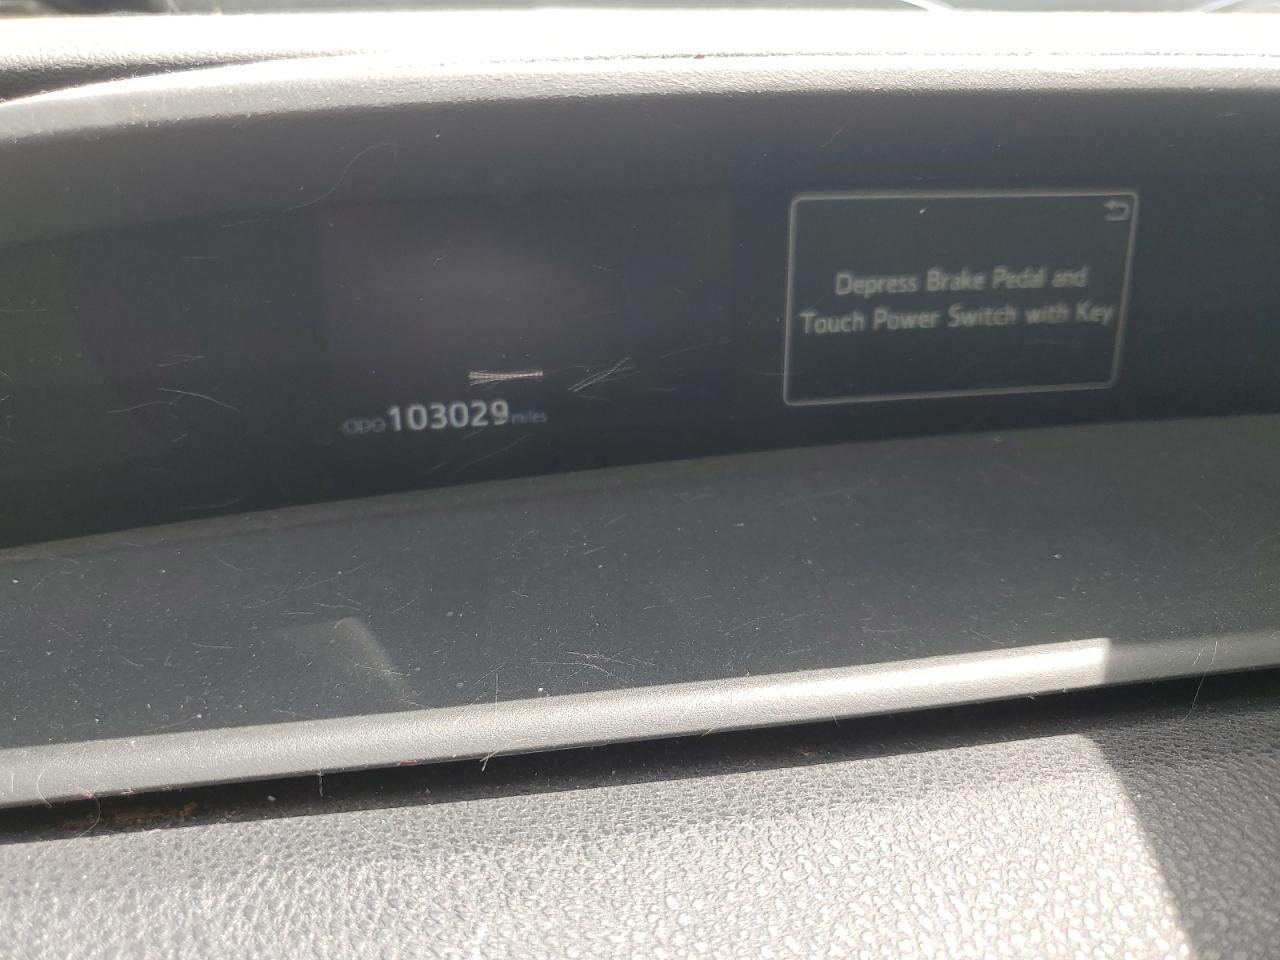 ODO 103029 miles
Depress Brake Pedal and
Touch Power Switch with Key